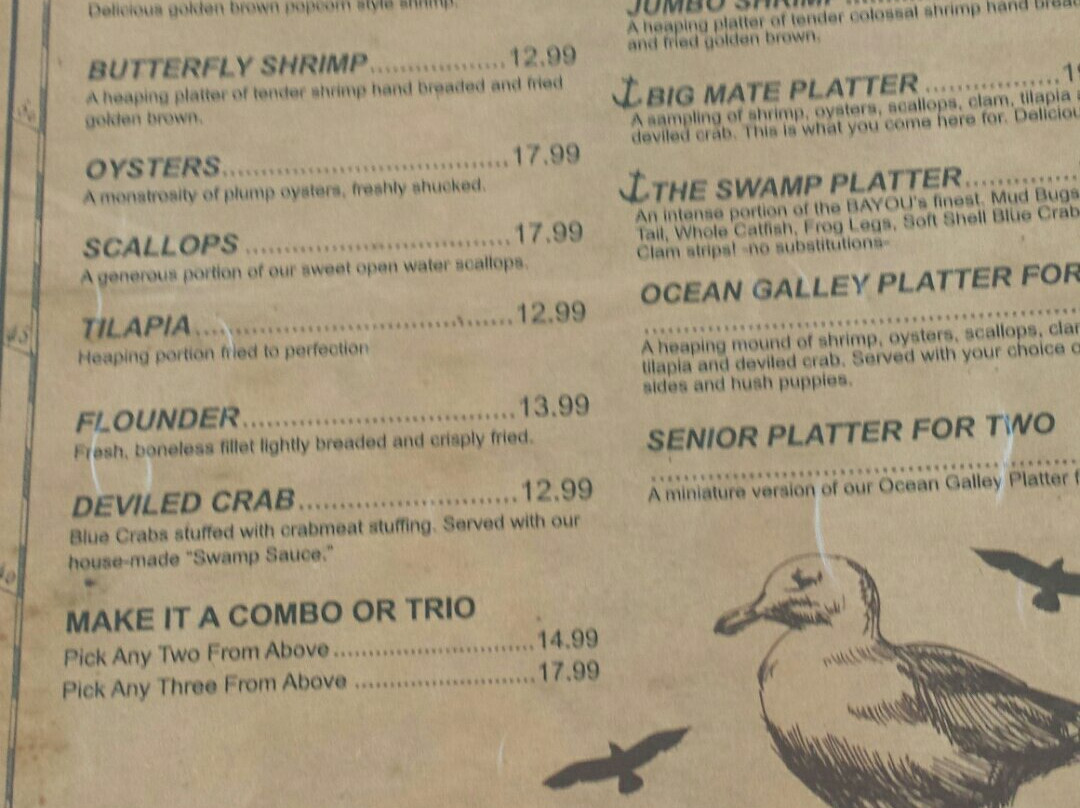 Delicious golden brown popcorn style shrimp.
BUTTERFLY SHRIMP..................12.99
A heaping platter of tender shrimp hand breaded and fried
golden brown.
OYSTERS......................................17.99
A monstrosity of plump oysters, freshly shucked.
SCALLOPS ...................................17.99
A generous portion of our sweet open water scallops.
TILAPIA..........................................12.99
Heaping portion fried to perfection
FLOUNDER....................................13.99
Fresh, boneless fillet lightly breaded and crisply fried.
DEVILED CRAB.............................12.99
Blue Crabs stuffed with crabmeat stuffing. Served with our
house-made "Swamp Sauce."
MAKE IT A COMBO OR TRIO
Pick Any Two From Above...........................14.99
Pick Any Three From Above ........................17.99
JUMBO SHRIMP
A heaping platter of tender colossal shrimp hand
and fried golden brown.
BIG MATE PLATTER ..................
A sampling of shrimp, oysters, scallops, clam, tilapia
deviled crab. This is what you come here for.
THE SWAMP PLATTER...............
An intense portion of the BAYOU's finest. Mud Bugs
Tail, Whole Catfish, Frog Legs, Soft Shell Blue Crab
Clam strips! -no substitutions-
OCEAN GALLEY PLATTER FOR
..........................................................
A heaping mound of shrimp, oysters, scallops,
tilapia and deviled crab. Served with your choice
sides and hush puppies.
SENIOR PLATTER FOR TWO
..........................................................
A miniature version of our Ocean Galley Platter
45